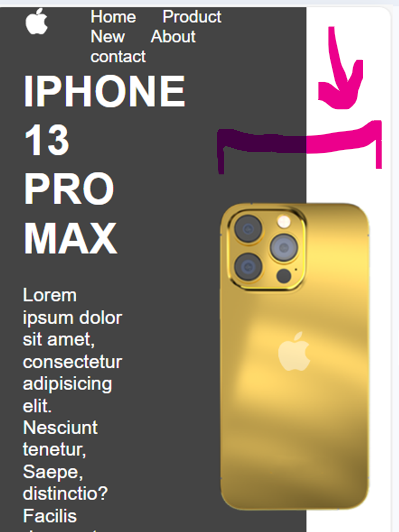 Home Product
New About
contact
IPHONE
13
PRO
MAX
Lorem
ipsum dolor
sit amet,
consectetur
adipisicing
elit.
Nesciunt
tenetur,
Saepe,
distinctio?
Facilis